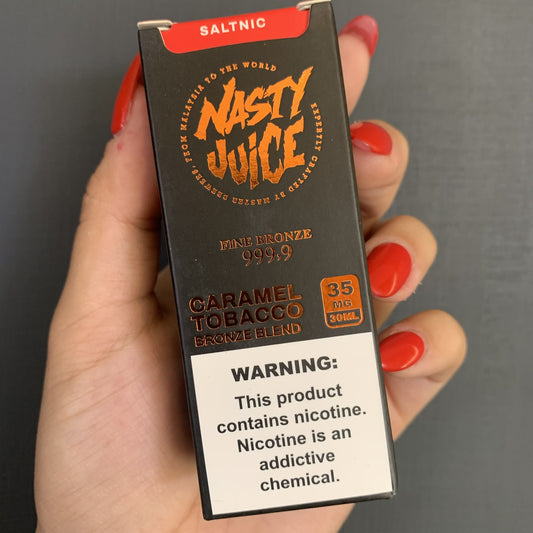 SALTNIC
FROM MALAYSIA TO THE WORLD
NASTY
JUICE
EXPERTLY CRAFTED BY MASTER BREWERS,
FINE BRONZE
999.9
CARAMEL
TOBACCO
BRONZE BLEND
35
MG
30ML
WARNING:
This product
contains nicotine.
Nicotine is an
addictive
chemical.